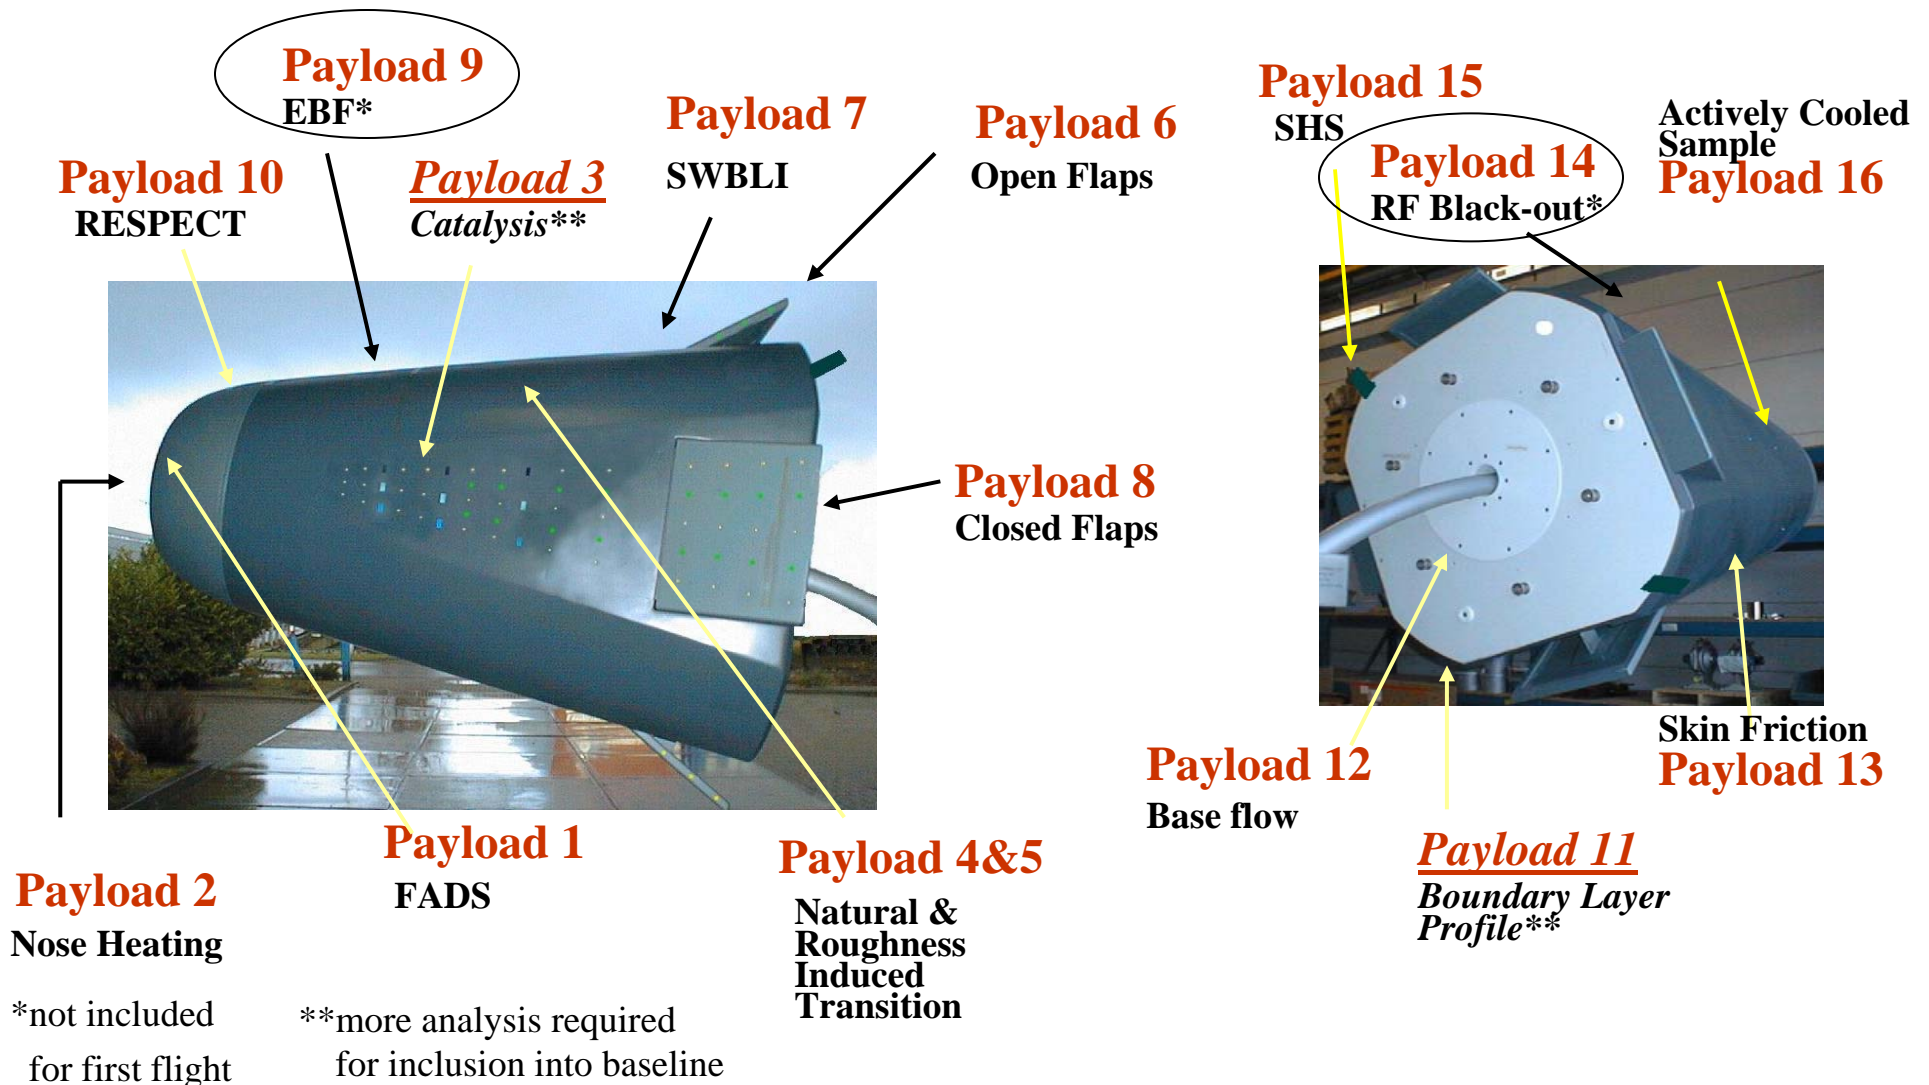 Payload 9
EBF*
Payload 10
RESPECT
Payload 3
Catalysis**
Payload 7
SWBLI
Payload 6
Open Flaps
Payload 15
SHS
Payload 14
RF Black-out*
Actively Cooled
Sample
Payload 16
Payload 8
Closed Flaps
Payload 2
Nose Heating
Payload 1
FADS
Payload 4&5
Natural &
Roughness
Induced
Transition
Payload 12
Base flow
Payload 11
Boundary Layer
Profile**
Skin Friction
Payload 13
*not included
for first flight
**more analysis required
for inclusion into baseline